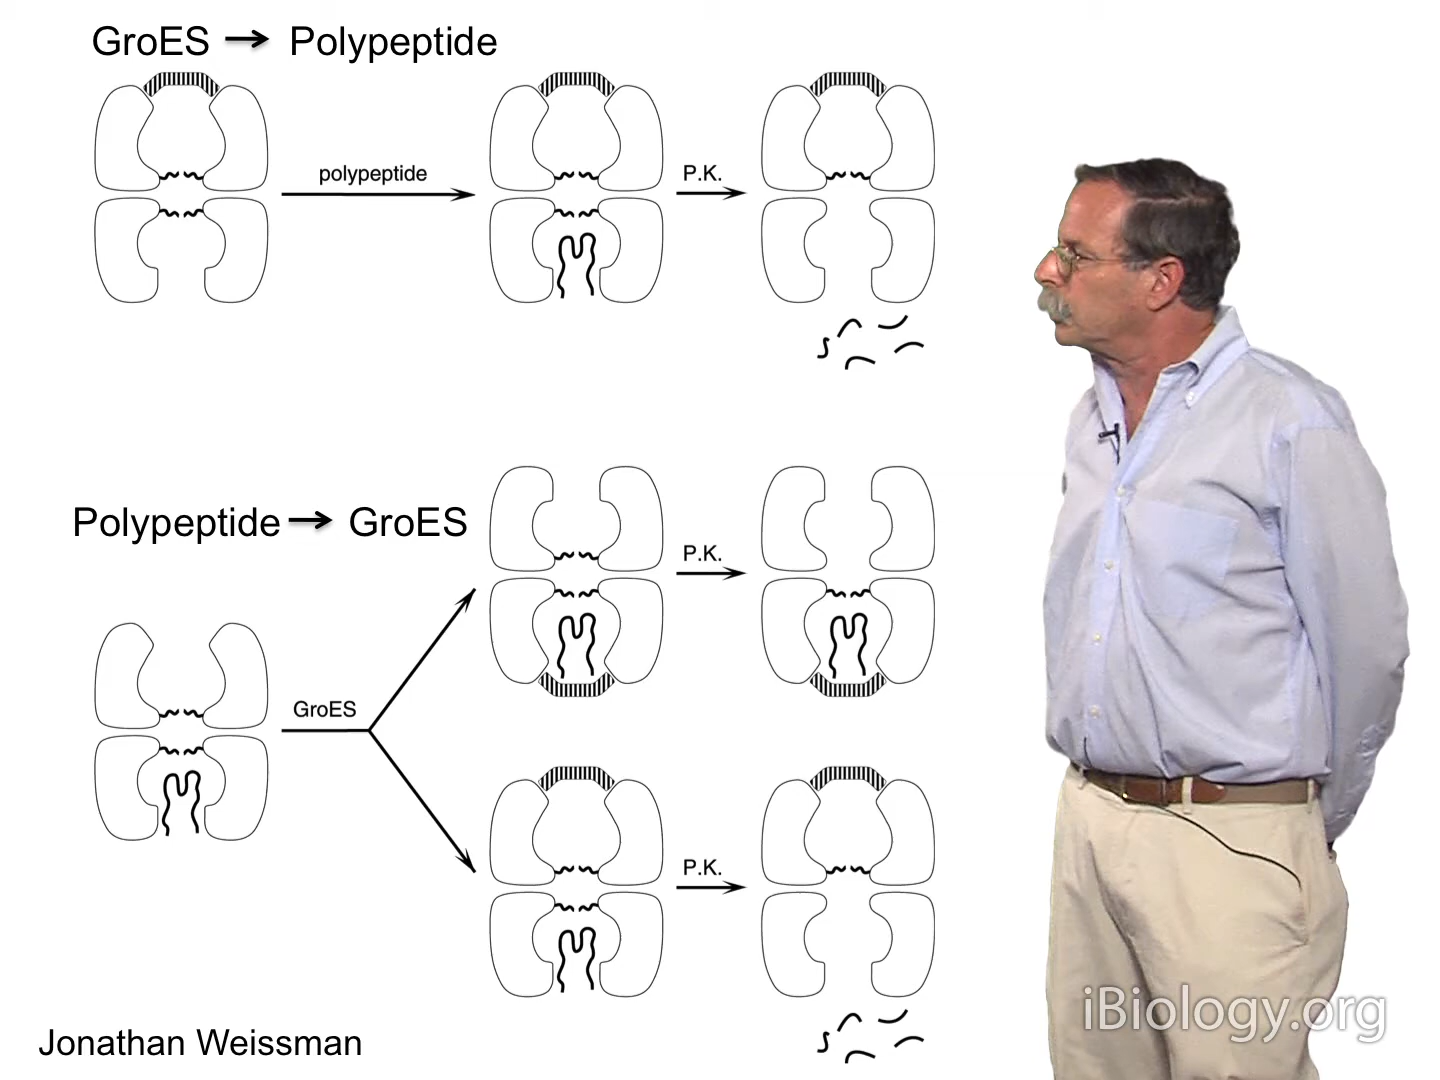 GroES → Polypeptide
polypeptide
P.K.
Polypeptide → GroES
P.K.
GroES
P.K.
Jonathan Weissman
iBiology.org